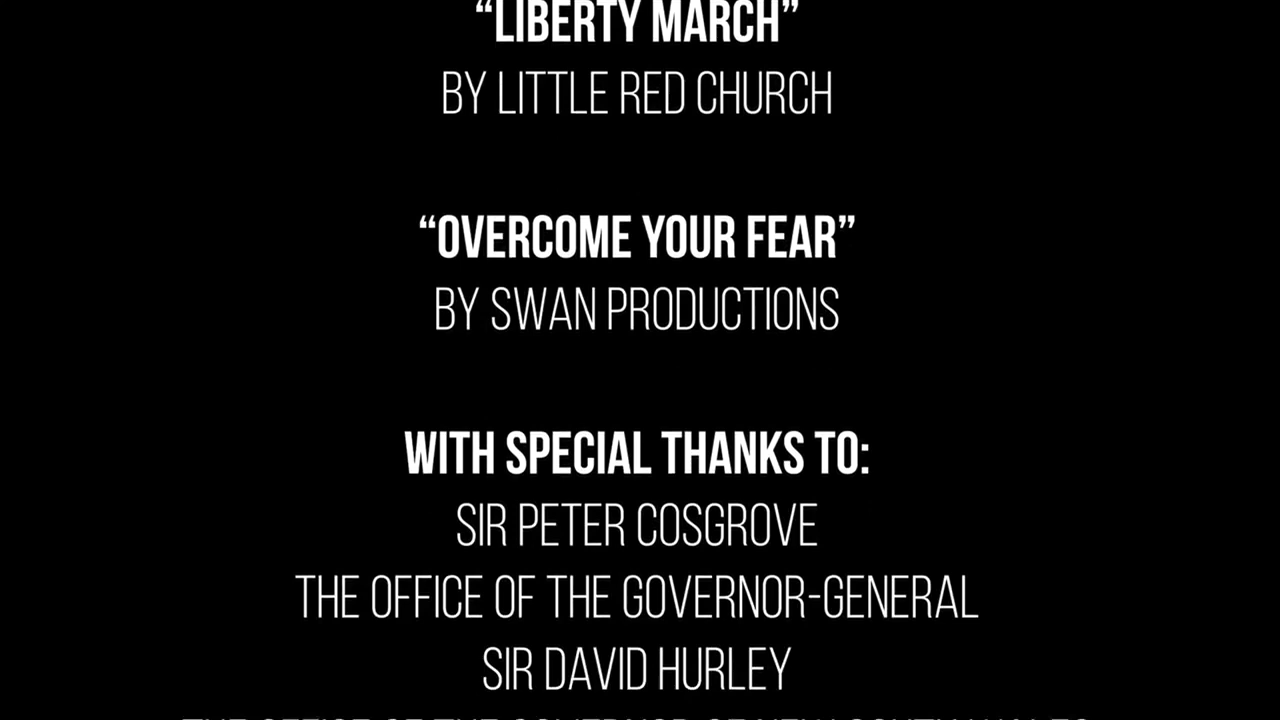 “LIBERTY MARCH”
BY LITTLE RED CHURCH
“OVERCOME YOUR FEAR”
BY SWAN PRODUCTIONS
WITH SPECIAL THANKS TO:
SIR PETER COSGROVE
THE OFFICE OF THE GOVERNOR-GENERAL
SIR DAVID HURLEY